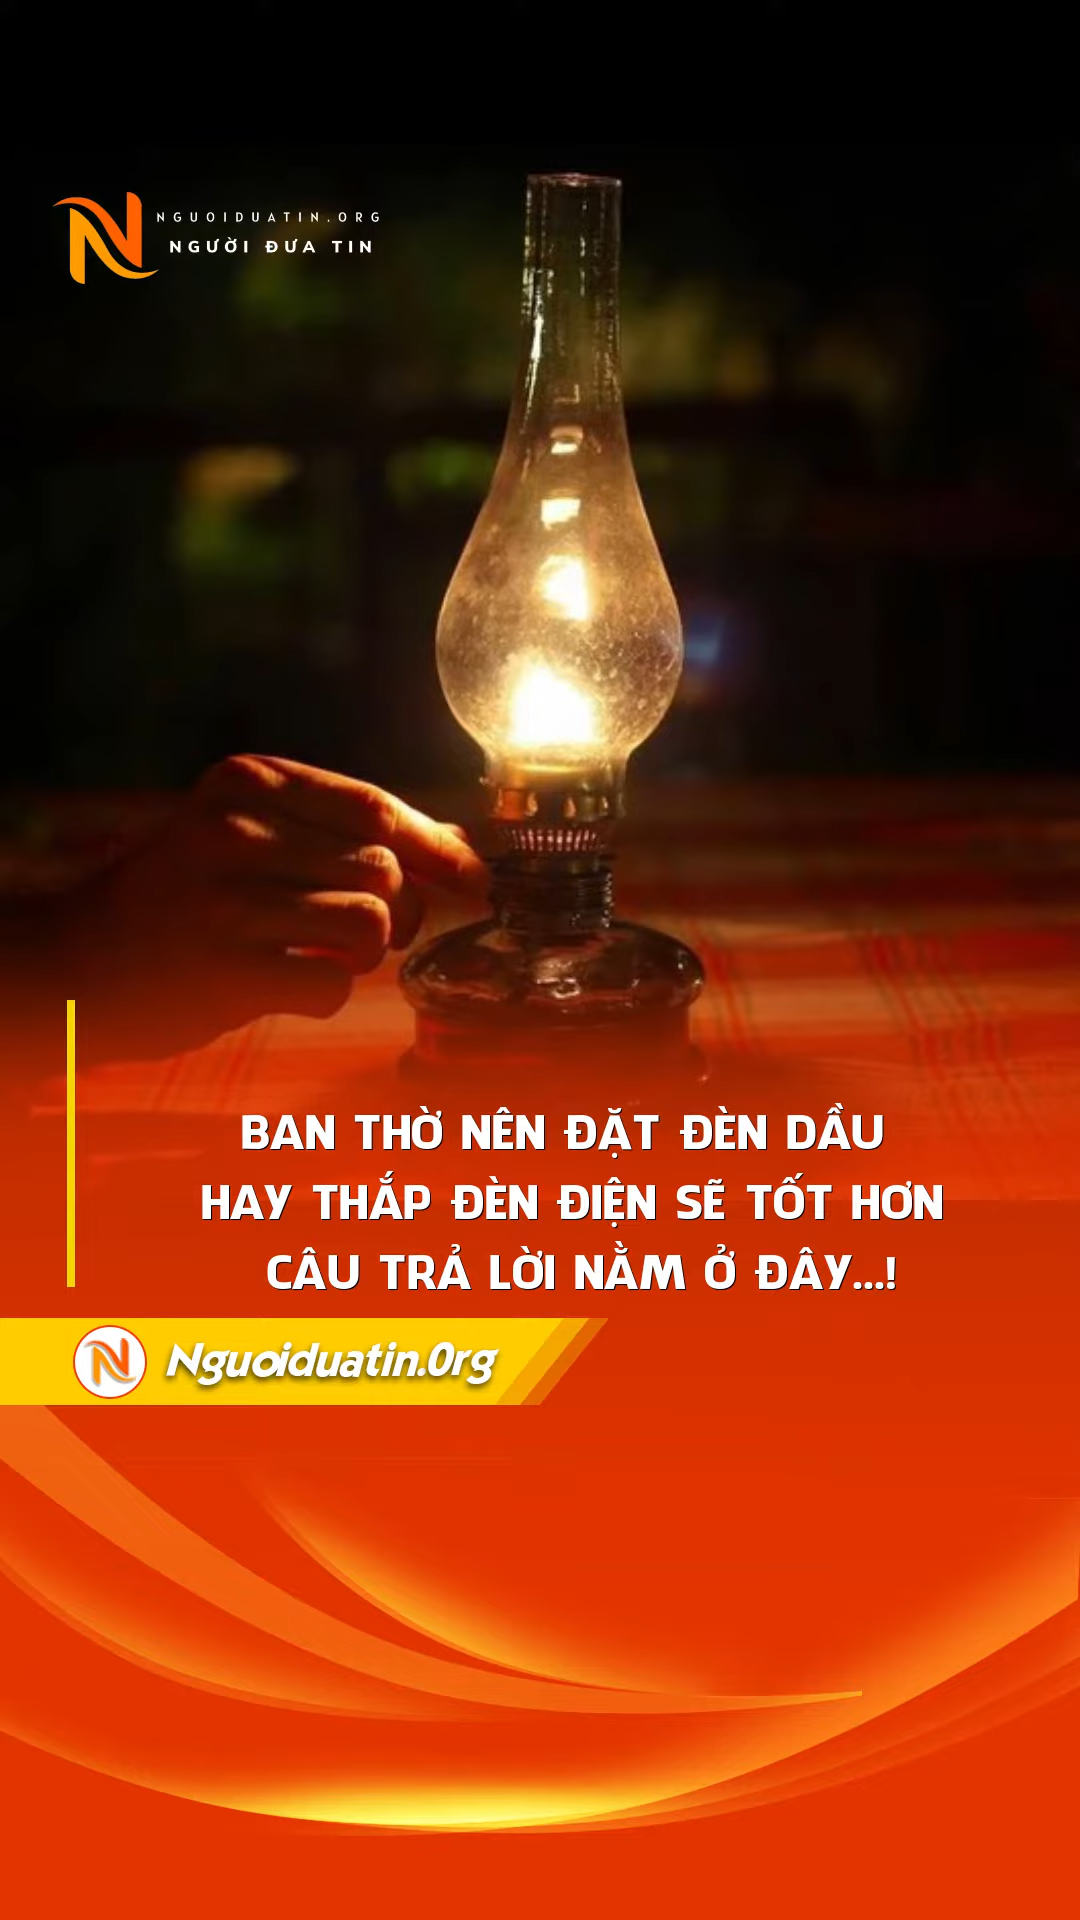 NGUOIDUATIN.ORG
NGƯỜI ĐƯA TIN
BAN THỜ NÊN ĐẶT ĐÈN DẦU
HAY THẮP ĐÈN ĐIỆN SẼ TỐT HƠN
CÂU TRẢ LỜI NẰM Ở ĐÂY...!
Nguoiduatin.0rg